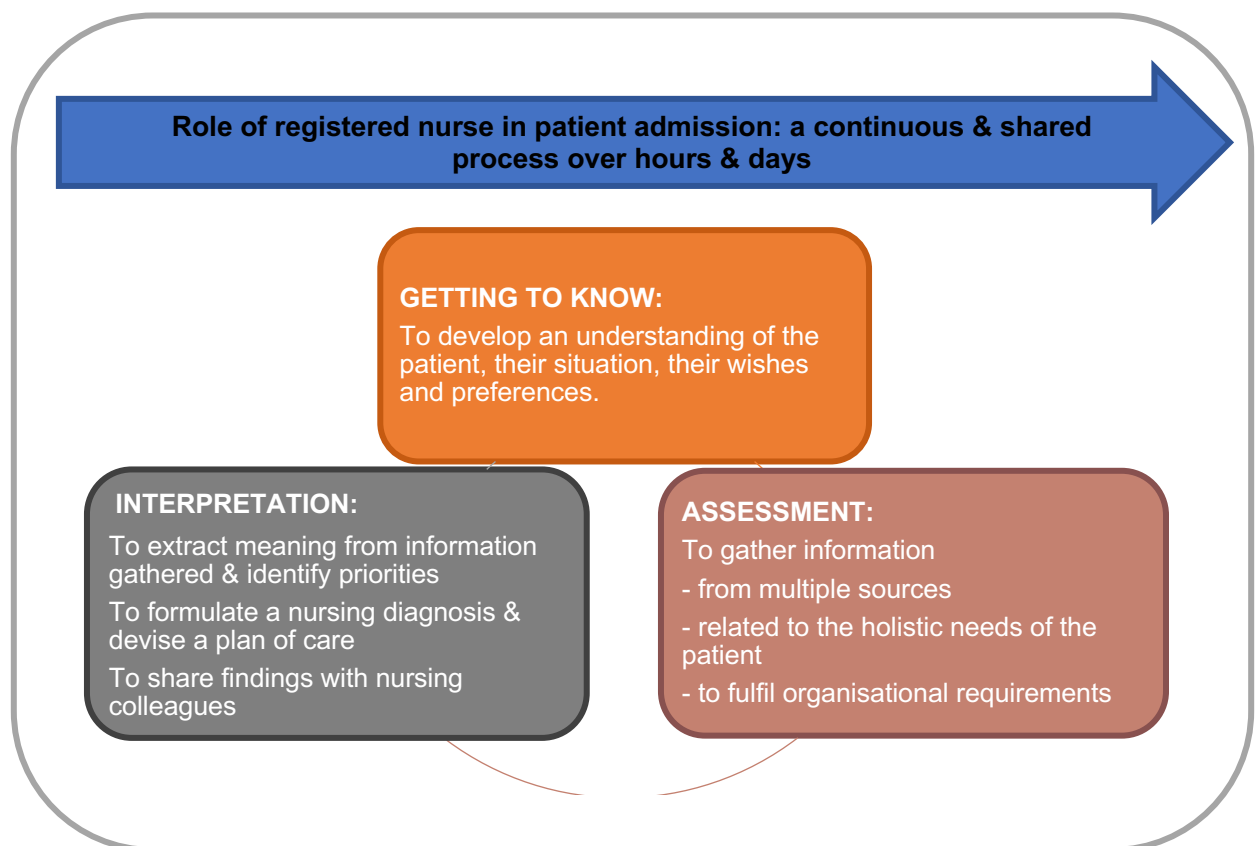 Role of registered nurse in patient admission: a continuous & shared
process over hours & days
GETTING TO KNOW:
To develop an understanding of the
patient, their situation, their wishes
and preferences.
INTERPRETATION:
To extract meaning from information
gathered & identify priorities
To formulate a nursing diagnosis &
devise a plan of care
To share findings with nursing
colleagues
ASSESSMENT:
To gather information
- from multiple sources
- related to the holistic needs of the
patient
- to fulfil organisational requirements